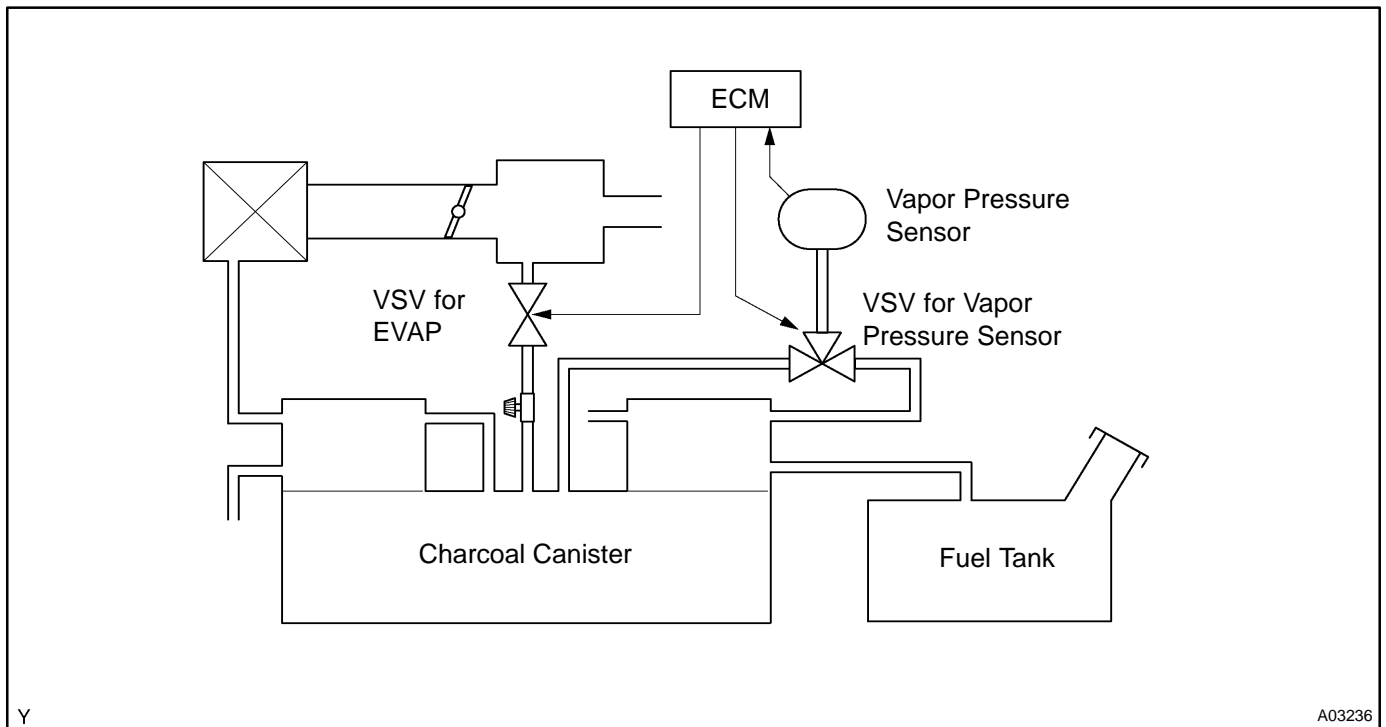 ECM
Vapor Pressure
Sensor
VSV for
EVAP
VSV for Vapor
Pressure Sensor
Charcoal Canister
Fuel Tank
Y
A03236